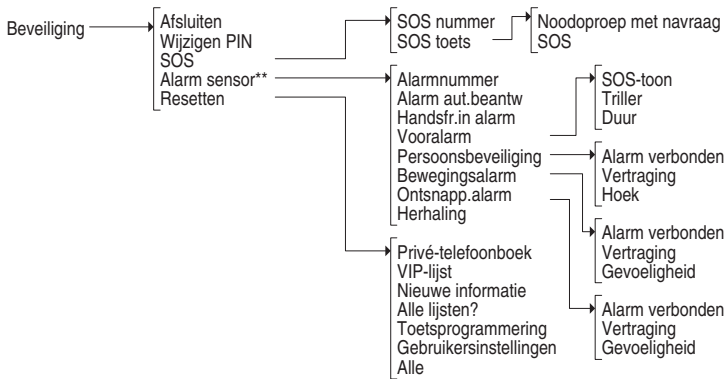 Beveiliging
Afsluiten
Wijzigen PIN
SOS
Alarm sensor**
Resetten
SOS nummer
SOS toets
Noodoproep met navraag
SOS
Alarmnummer
Alarm aut.beantw
Handsfr.in alarm
Vooralarm
Persoonsbeveiliging
Bewegingsalarm
Ontsnapp.alarm
Herhaling
SOS-toon
Triller
Duur
Alarm verbonden
Vertraging
Hoek
Alarm verbonden
Vertraging
Gevoeligheid
Alarm verbonden
Vertraging
Gevoeligheid
Privé-telefoonboek
VIP-lijst
Nieuwe informatie
Alle lijsten?
Toetsprogrammering
Gebruikersinstellingen
Alle